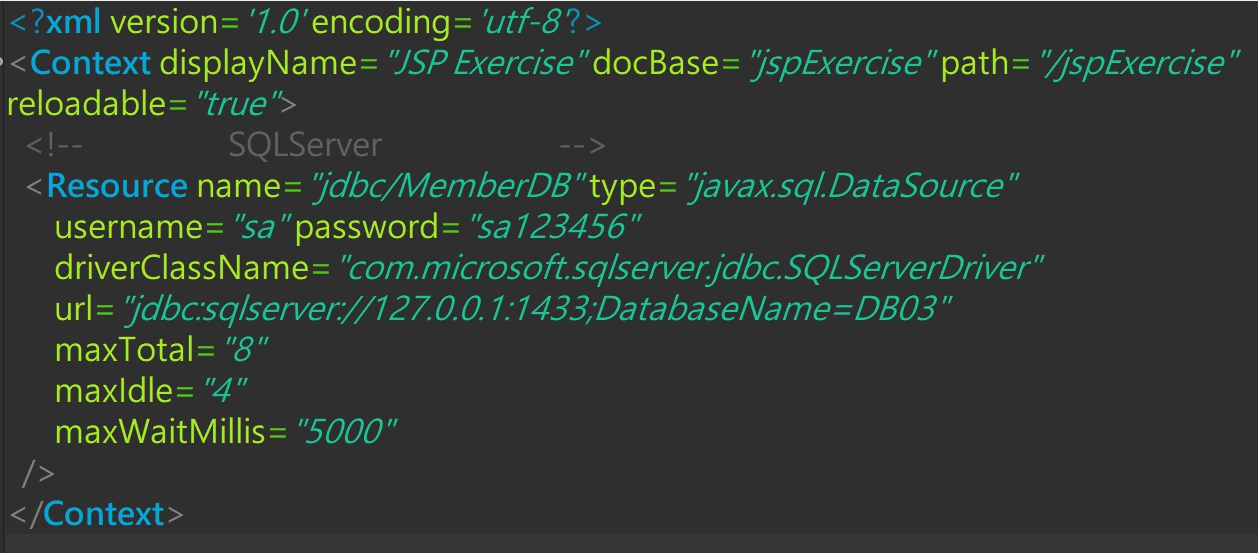 <?xml version='1.0' encoding='utf-8'?>
<Context displayName="JSP Exercise" docBase="jspExercise" path="/jspExercise"
reloadable="true">
<!-- SQLServer -->
<Resource name="jdbc/MemberDB" type="javax.sql.DataSource"
username="sa" password="sa123456"
driverClassName="com.microsoft.sqlserver.jdbc.SQLServerDriver"
url="jdbc:sqlserver://127.0.0.1:1433;DatabaseName=DB03"
maxTotal="8"
maxIdle="4"
maxWaitMillis="5000"
/>
</Context>